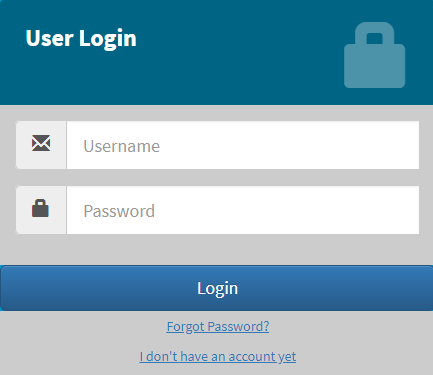 User Login
Username
Password
Login
Forgot Password?
I don't have an account yet